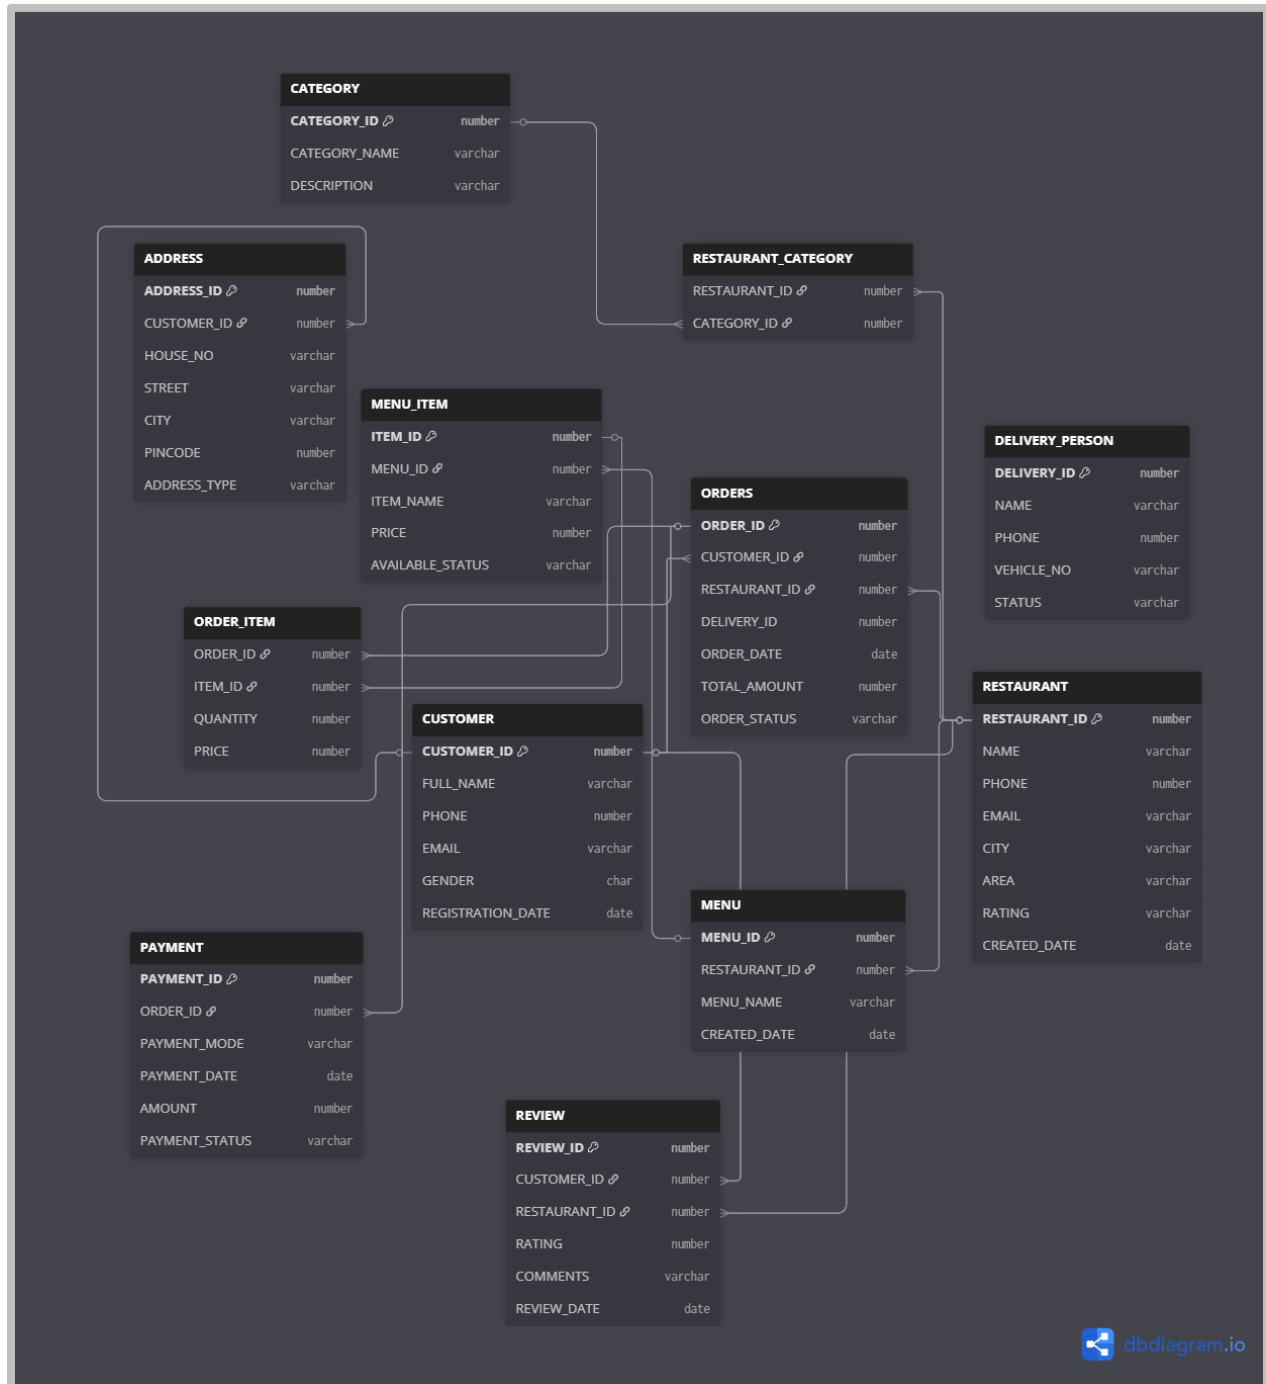 CATEGORY
CATEGORY_ID number
CATEGORY_NAME varchar
DESCRIPTION varchar
ADDRESS
ADDRESS_ID number
CUSTOMER_ID number
HOUSE_NO varchar
STREET varchar
CITY varchar
PINCODE number
ADDRESS_TYPE varchar
RESTAURANT_CATEGORY
RESTAURANT_ID number
CATEGORY_ID number
MENU_ITEM
ITEM_ID number
MENU_ID number
ITEM_NAME varchar
PRICE number
AVAILABLE_STATUS varchar
DELIVERY_PERSON
DELIVERY_ID number
NAME varchar
PHONE number
VEHICLE_NO varchar
STATUS varchar
ORDERS
ORDER_ID number
CUSTOMER_ID number
RESTAURANT_ID number
DELIVERY_ID number
ORDER_DATE date
TOTAL_AMOUNT number
ORDER_STATUS varchar
ORDER_ITEM
ORDER_ID number
ITEM_ID number
QUANTITY number
PRICE number
CUSTOMER
CUSTOMER_ID number
FULL_NAME varchar
PHONE number
EMAIL varchar
GENDER char
REGISTRATION_DATE date
RESTAURANT
RESTAURANT_ID number
NAME varchar
PHONE number
EMAIL varchar
CITY varchar
AREA varchar
RATING varchar
CREATED_DATE date
MENU
MENU_ID number
RESTAURANT_ID number
MENU_NAME varchar
CREATED_DATE date
PAYMENT
PAYMENT_ID number
ORDER_ID number
PAYMENT_MODE varchar
PAYMENT_DATE date
AMOUNT number
PAYMENT_STATUS varchar
REVIEW
REVIEW_ID number
CUSTOMER_ID number
RESTAURANT_ID number
RATING number
COMMENTS varchar
REVIEW_DATE date
dbdiagram.io